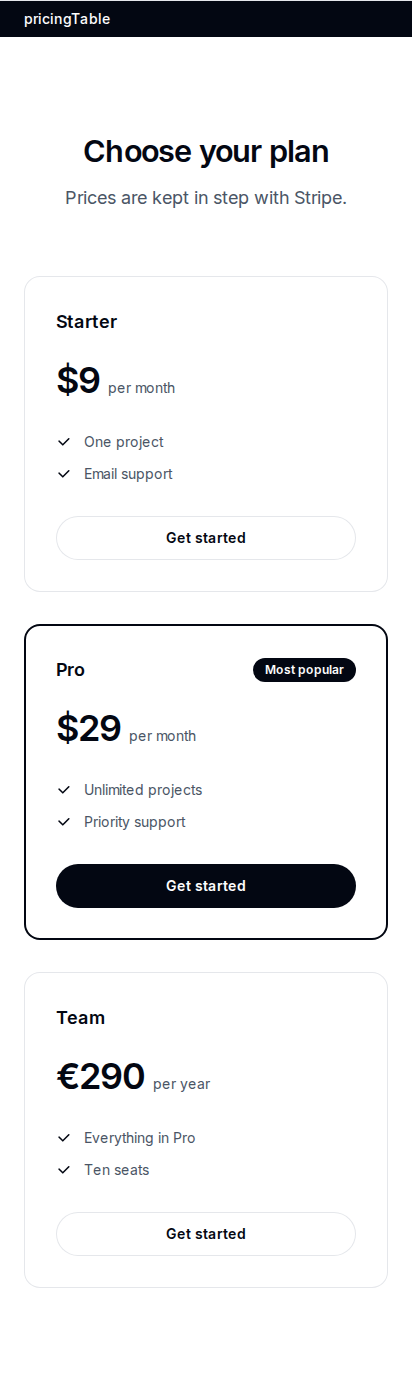 pricingTable
Choose your plan
Prices are kept in step with Stripe.
Starter
$9 per month
One project
Email support
Get started
Pro
Most popular
$29 per month
Unlimited projects
Priority support
Get started
Team
€290 per year
Everything in Pro
Ten seats
Get started